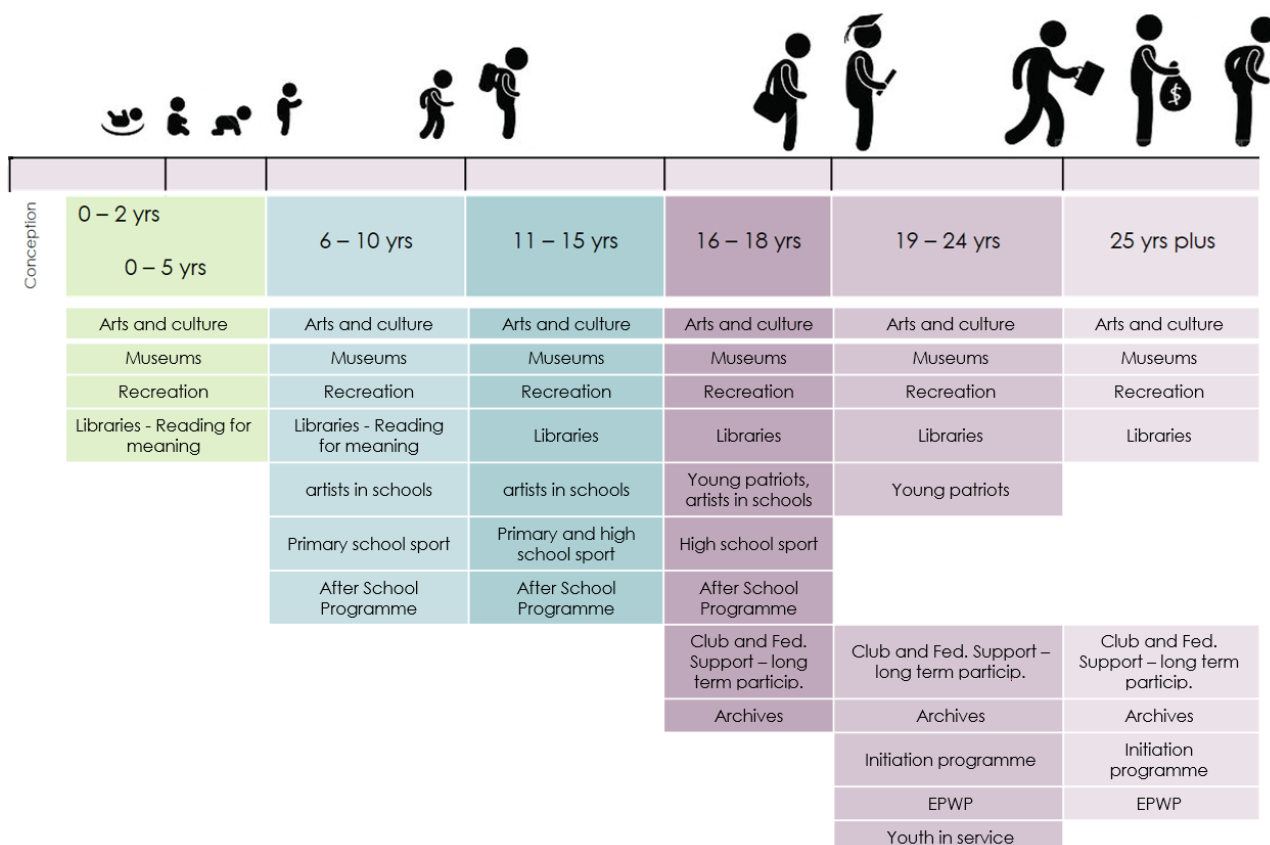 $
Conception
0 – 2 yrs
0 – 5 yrs
6 – 10 yrs
11 – 15 yrs
16 – 18 yrs
19 – 24 yrs
25 yrs plus
Arts and culture
Arts and culture
Arts and culture
Arts and culture
Arts and culture
Arts and culture
Museums
Museums
Museums
Museums
Museums
Museums
Recreation
Recreation
Recreation
Recreation
Recreation
Recreation
Libraries - Reading for
meaning
Libraries - Reading
for meaning
Libraries
Libraries
Libraries
Libraries
artists in schools
artists in schools
Young patriots,
artists in schools
Young patriots
Primary school sport
Primary and high
school sport
High school sport
After School
Programme
After School
Programme
After School
Programme
Club and Fed.
Support – long
term particip.
Club and Fed. Support –
long term particip.
Club and Fed.
Support – long term
particip.
Archives
Archives
Archives
Initiation programme
Initiation
programme
EPWP
EPWP
Youth in service